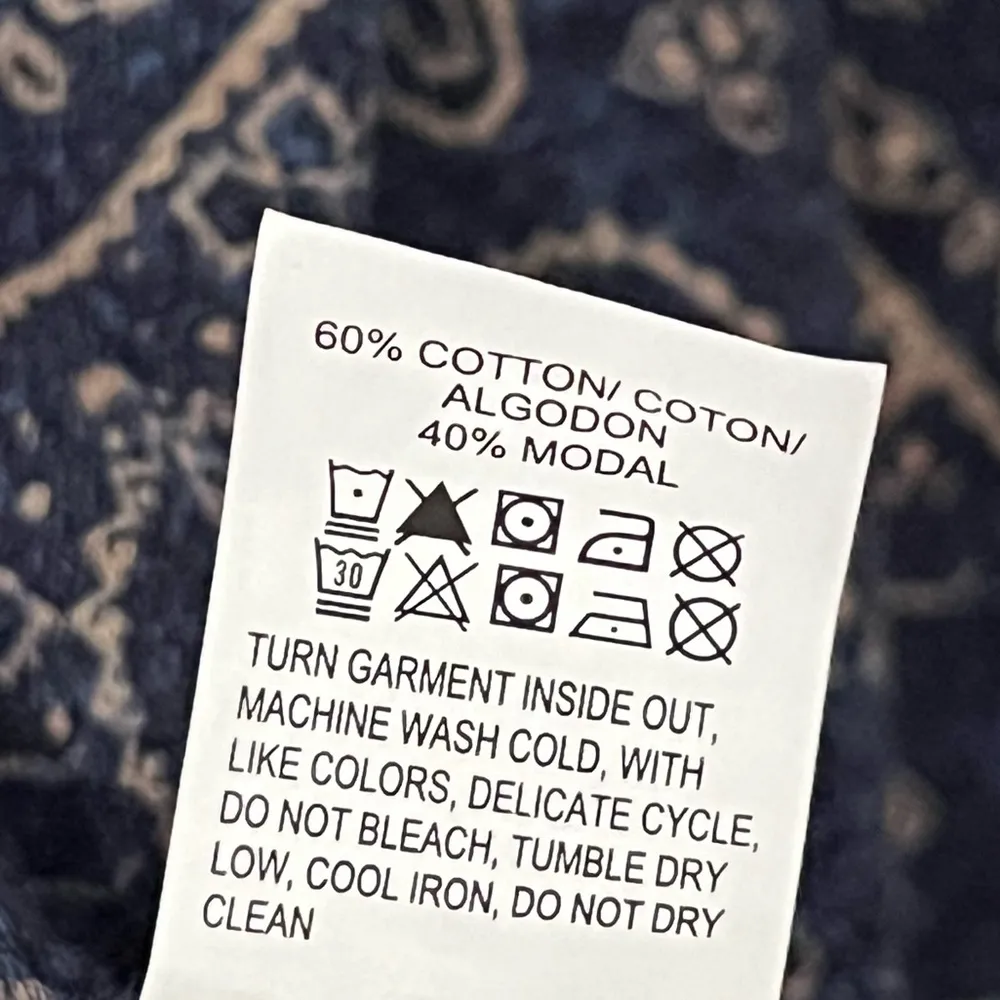 60% COTTON/ COTON/
ALGODON
40% MODAL
30
TURN GARMENT INSIDE OUT,
MACHINE WASH COLD, WITH
LIKE COLORS, DELICATE CYCLE,
DO NOT BLEACH, TUMBLE DRY
LOW, COOL IRON, DO NOT DRY
CLEAN